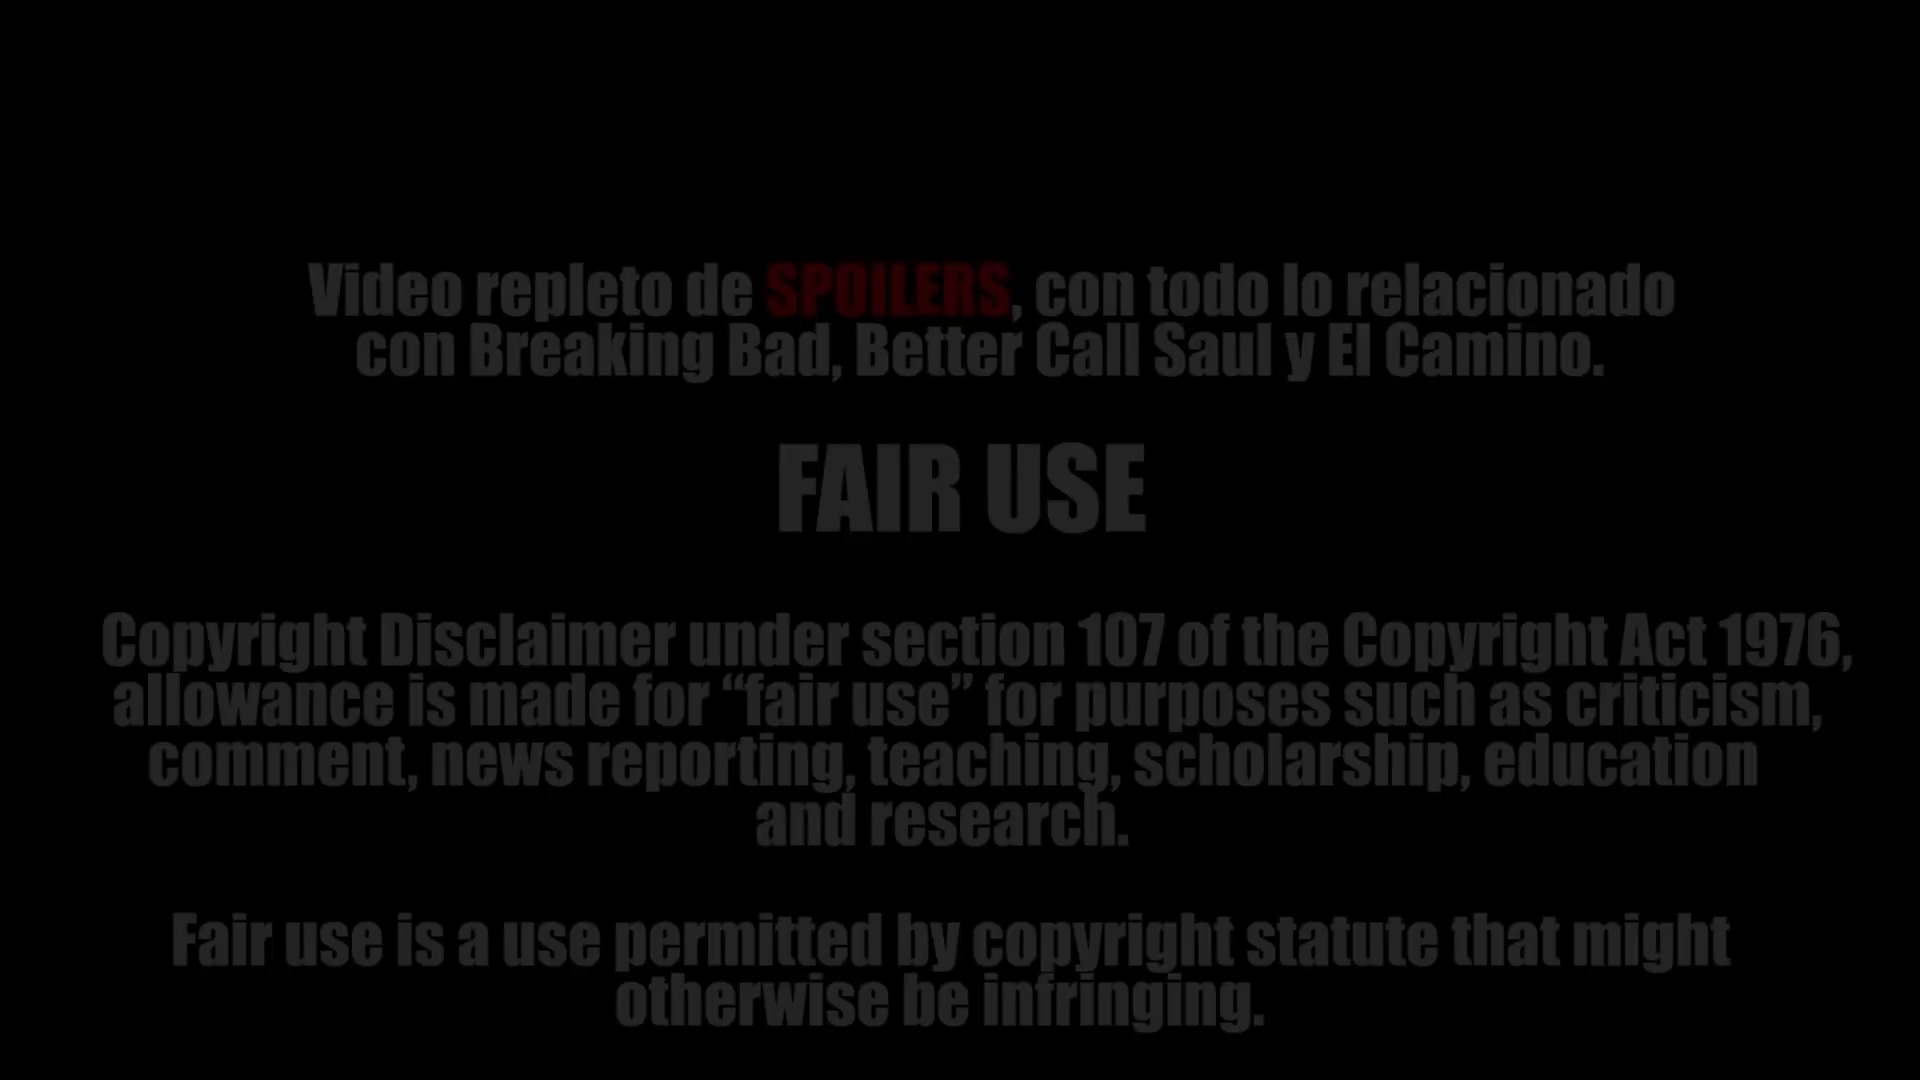 Video repleto de SPOILERS, con todo lo relacionado
con Breaking Bad, Better Call Saul y El Camino.
FAIR USE
Copyright Disclaimer under section 107 of the Copyright Act 1976,
allowance is made for “fair use” for purposes such as criticism,
comment, news reporting, teaching, scholarship, education
and research.
Fair use is a use permitted by copyright statute that might
otherwise be infringing.